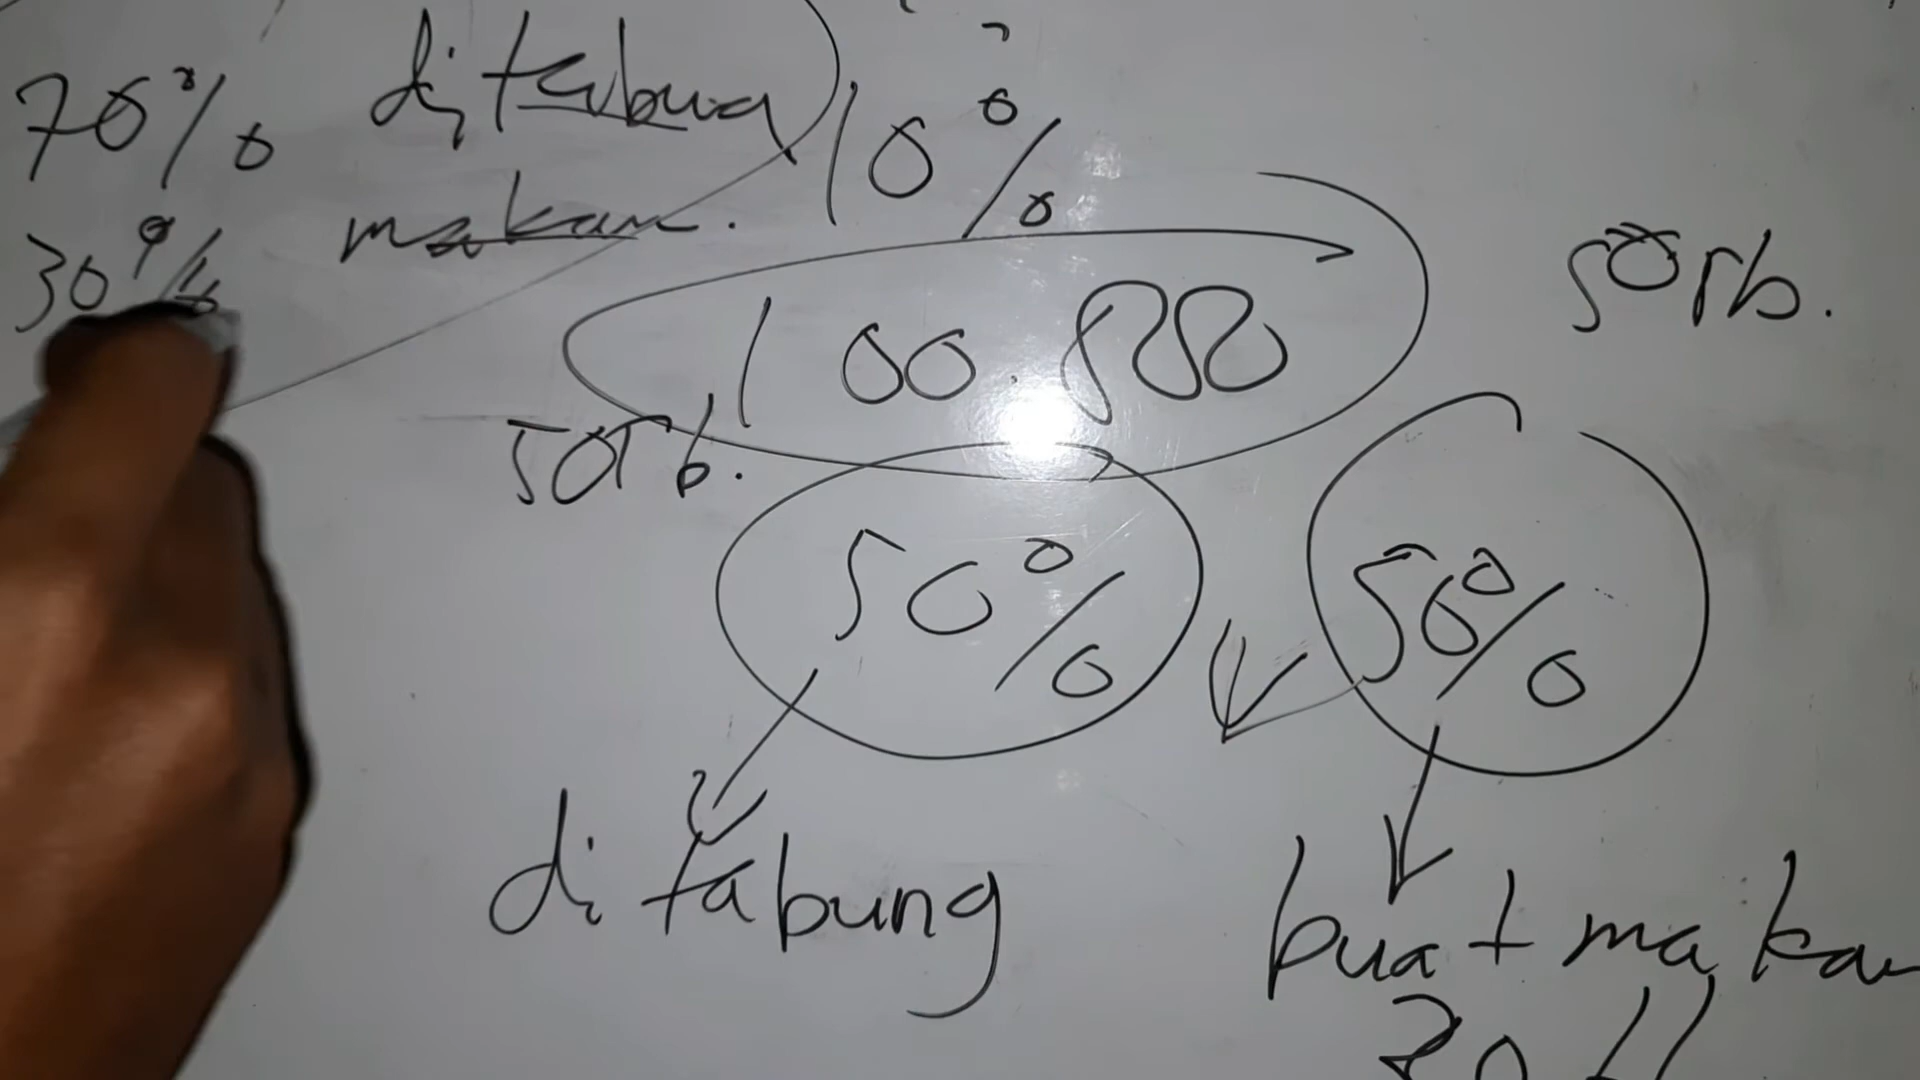 70% ditabung
10%
30% makan.
100.000
50rb.
50rb.
50%
50%
ditabung
buat makan